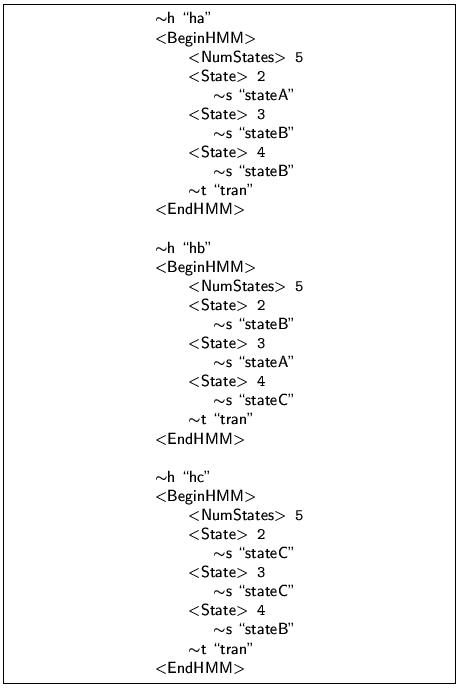 ∼h “ha”
<BeginHMM>
<NumStates> 5
<State> 2
∼s “stateA”
<State> 3
∼s “stateB”
<State> 4
∼s “stateB”
∼t “tran”
<EndHMM>
∼h “hb”
<BeginHMM>
<NumStates> 5
<State> 2
∼s “stateB”
<State> 3
∼s “stateA”
<State> 4
∼s “stateC”
∼t “tran”
<EndHMM>
∼h “hc”
<BeginHMM>
<NumStates> 5
<State> 2
∼s “stateC”
<State> 3
∼s “stateC”
<State> 4
∼s “stateB”
∼t “tran”
<EndHMM>